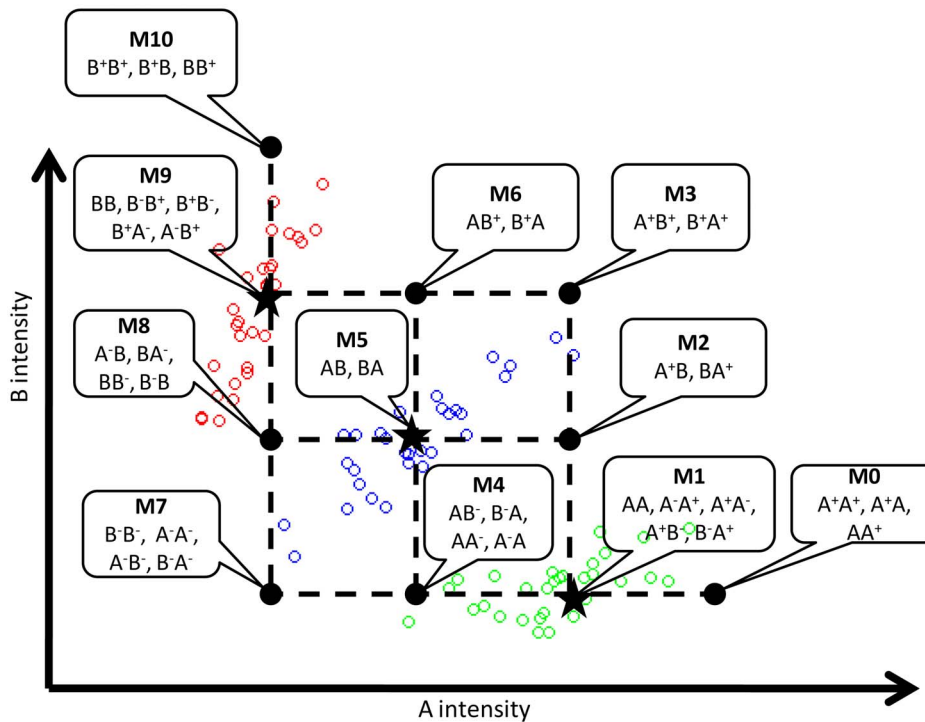 M10
B⁺B⁺, B⁺B, BB⁺
M9
BB, B⁻B⁺, B⁺B⁻,
B⁺A⁻, A⁻B⁺
M6
AB⁺, B⁺A
M3
A⁺B⁺, B⁺A⁺
M8
A⁻B, BA⁻,
BB⁻, B⁻B
M5
AB, BA
M2
A⁺B, BA⁺
M7
B⁻B⁻, A⁻A⁻,
A⁻B⁻, B⁻A⁻
M4
AB⁻, B⁻A,
AA⁻, A⁻A
M1
AA, A⁻A⁺, A⁺A⁻,
A⁺B⁻, B⁻A⁺
M0
A⁺A⁺, A⁺A,
AA⁺
B intensity
A intensity